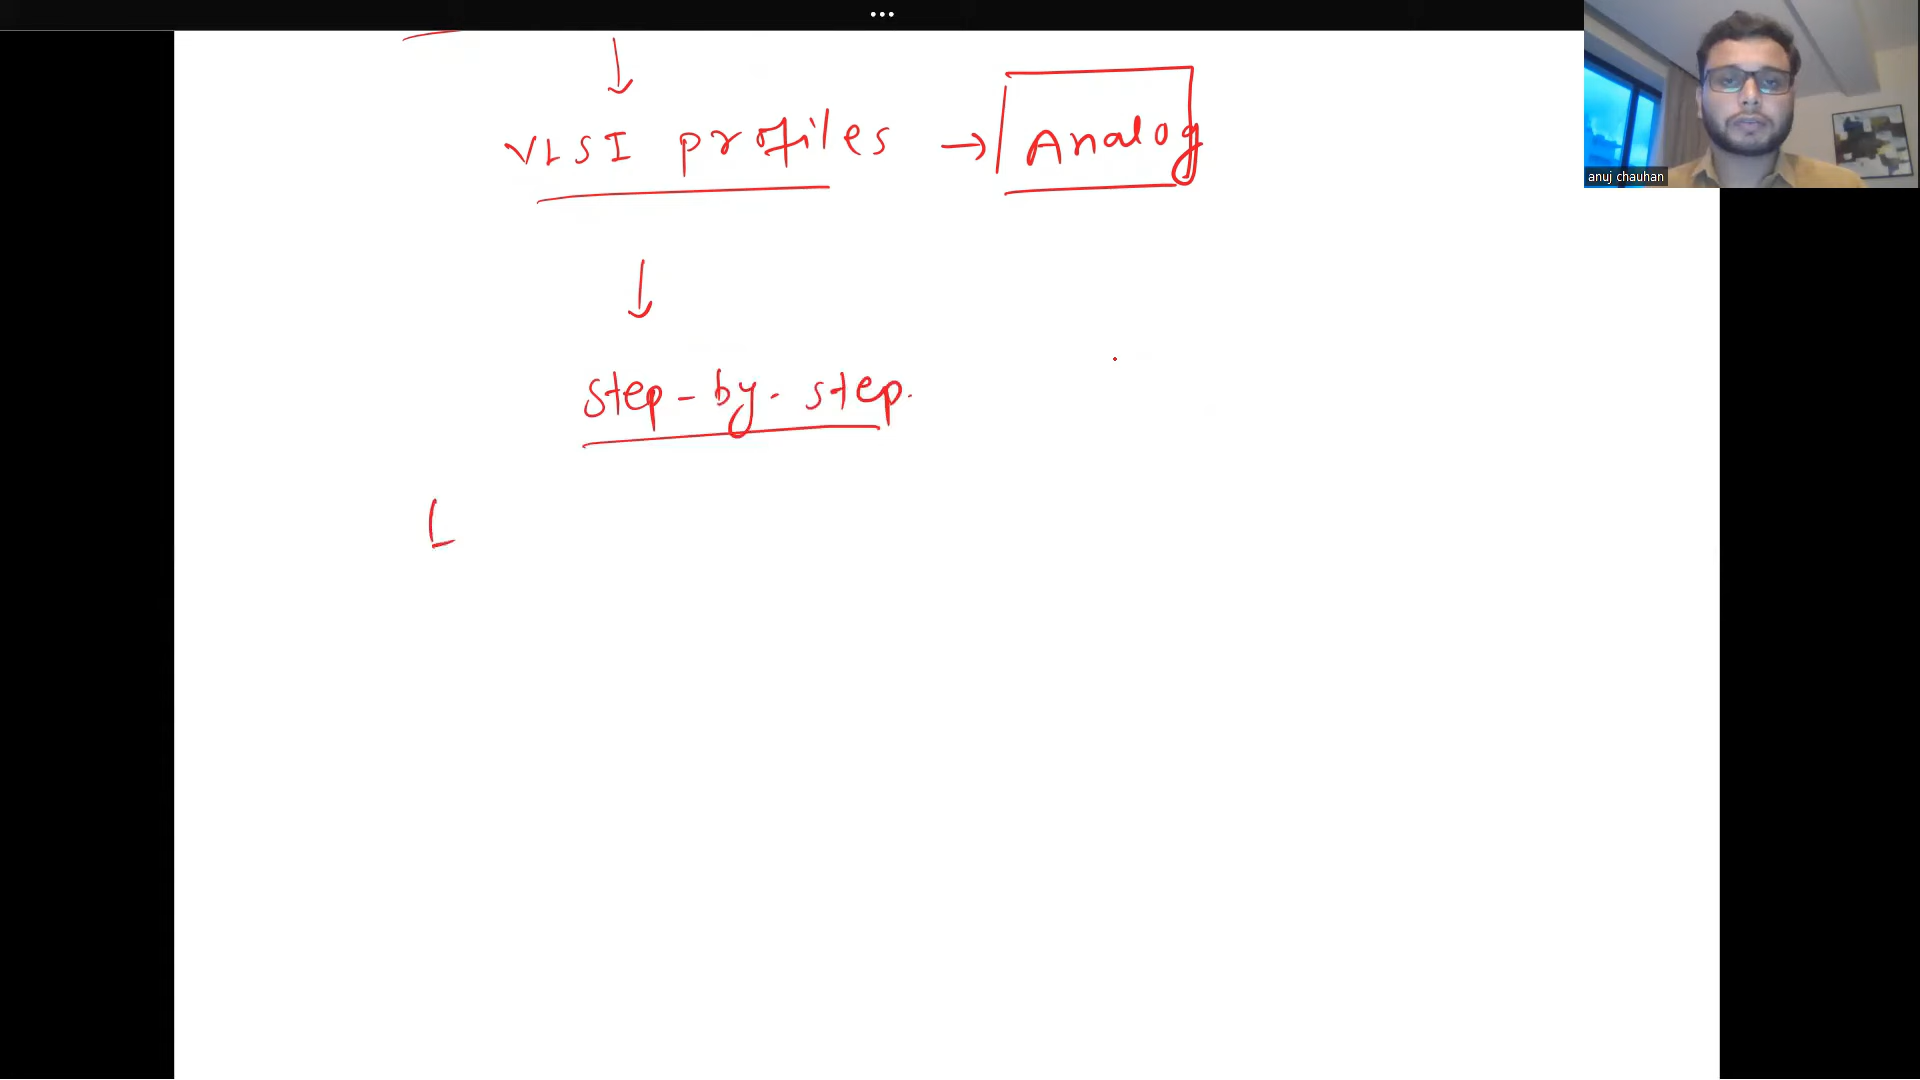 VLSI profiles → Analog
anuj chauhan
step-by-step.
L